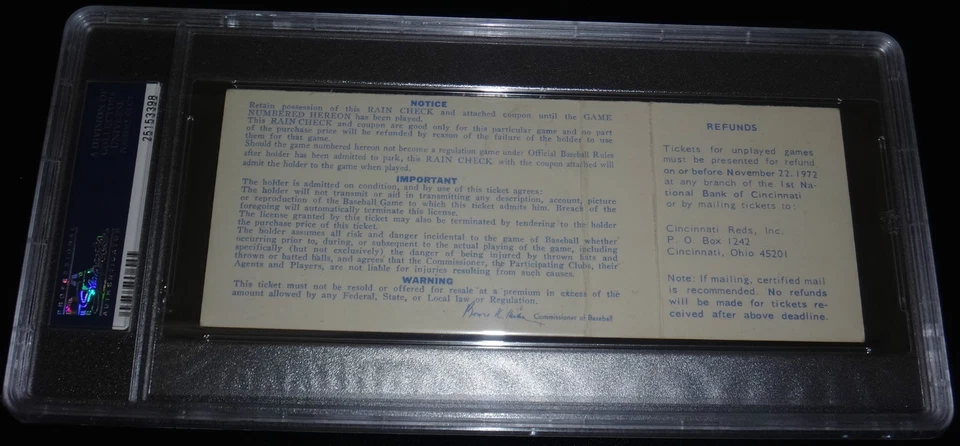 25153398
PSA
NOTICE
Retain possession of this RAIN CHECK and attached coupon until the GAME
NUMBERED HEREON has been played.
This RAIN CHECK and coupon are good only for this particular game and no part
of the purchase price will be refunded by reason of the failure of the holder to use
them for that game.
Should the game numbered hereon not become a regulation game under Official Baseball Rules
after holder has been admitted to park, this RAIN CHECK with the coupon attached will
admit the holder to the game when played.
IMPORTANT
The holder is admitted on condition, and by use of this ticket agrees:
The holder will not transmit or aid in transmitting any description, account, picture
or reproduction of the Baseball Game to which this ticket admits him. Breach of the
foregoing will automatically terminate this license.
The license granted by this ticket may also be terminated by tendering to the holder
the purchase price of this ticket.
The holder assumes all risk and danger incidental to the game of Baseball whether
occurring prior to, during, or subsequent to the actual playing of the game, including
specifically (but not exclusively) the danger of being injured by thrown bats and
thrown or batted balls, and agrees that the Commissioner, the Participating Clubs, their
Agents and Players, are not liable for injuries resulting from such causes.
WARNING
This ticket must not be resold or offered for resale at a premium in excess of the
amount allowed by any Federal, State, or Local law or Regulation.
Commissioner of Baseball
REFUNDS
Tickets for unplayed games
must be presented for refund
on or before November 22, 1972
at any branch of the 1st Na-
tional Bank of Cincinnati
or by mailing tickets to:
Cincinnati Reds, Inc.
P. O. Box 1242
Cincinnati, Ohio 45201
Note: If mailing, certified mail
is recommended. No refunds
will be made for tickets re-
ceived after above deadline.